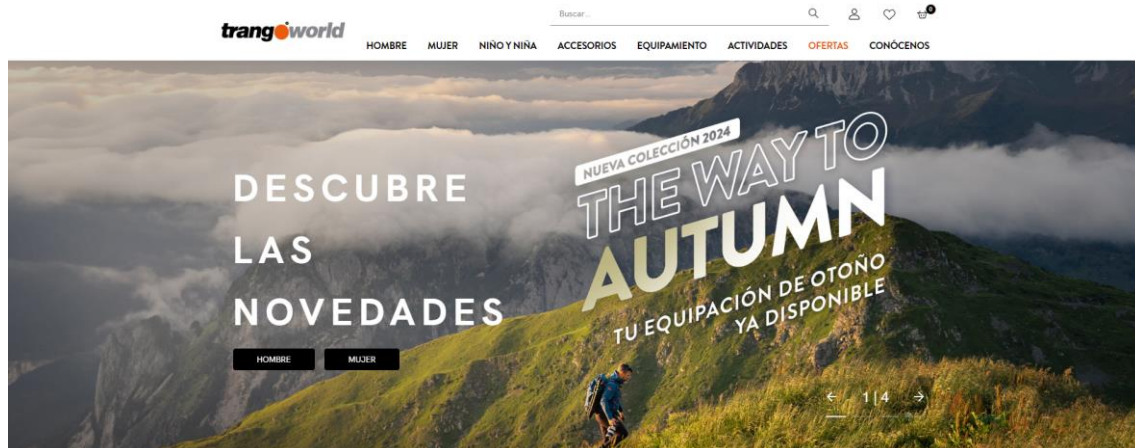 Buscar...
0
trangoworld
HOMBRE MUJER NIÑO Y NIÑA ACCESORIOS EQUIPAMIENTO ACTIVIDADES OFERTAS CONÓCENOS
DESCUBRE
LAS
NOVEDADES
HOMBRE MUJER
NUEVA COLECCIÓN 2024
THE WAY TO
AUTUMN
TU EQUIPACIÓN DE OTOÑO
YA DISPONIBLE
← 1|4 →